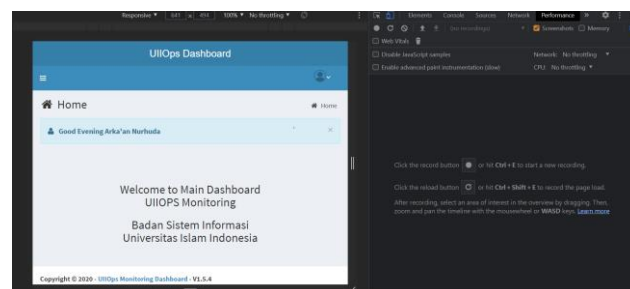 Responsive ▼ 841 x 494 100% ▼ No throttling ▼
Elements Console Sources Network Performance »
(no recordings) Screenshots Memory
Web Vitals
Disable JavaScript samples Network: No throttling ▼
Enable advanced paint instrumentation (slow) CPU: No throttling ▼
UIIOps Dashboard
Home Home
Good Evening Arka'an Nurhuda ×
Welcome to Main Dashboard
UIIOPS Monitoring
Badan Sistem Informasi
Universitas Islam Indonesia
Copyright © 2020 - UIIOps Monitoring Dashboard - V1.5.4
Click the record button or hit Ctrl + E to start a new recording.
Click the reload button or hit Ctrl + Shift + E to record the page load.
After recording, select an area of interest in the overview by dragging. Then,
zoom and pan the timeline with the mousewheel or WASD keys. Learn more